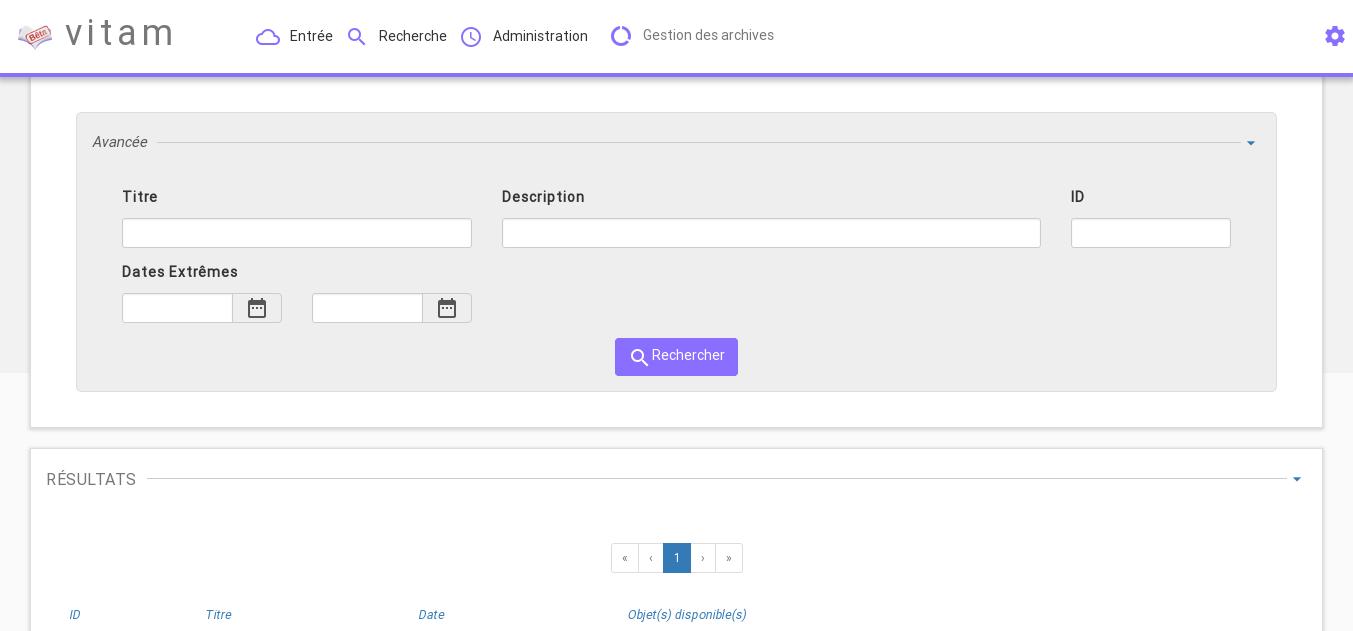 Bêta vitam Entrée Recherche Administration Gestion des archives
Avancée
Titre Description ID
Dates Extrêmes
Rechercher
RÉSULTATS
« ‹ 1 › »
ID Titre Date Objet(s) disponible(s)